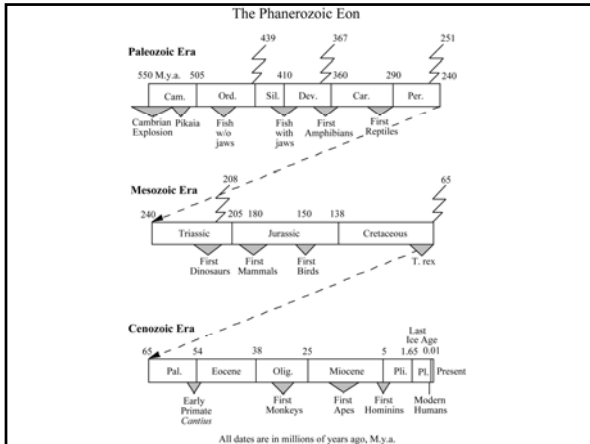 The Phanerozoic Eon
439 367 251
Paleozoic Era
550 M.y.a. 505 410 360 290 240
Cam. Ord. Sil. Dev. Car. Per.
Cambrian
Explosion
Pikaia
Fish
w/o
jaws
Fish
with
jaws
First
Amphibians
First
Reptiles
208 65
Mesozoic Era
240 205 180 150 138
Triassic Jurassic Cretaceous
First
Dinosaurs
First
Mammals
First
Birds
T. rex
Cenozoic Era
Last
Ice Age
65 54 38 25 5 1.65 0.01
Pal. Eocene Olig. Miocene Pli. Pl. Present
Early
Primate
Cantius
First
Monkeys
First
Apes
First
Hominins
Modern
Humans
All dates are in millions of years ago, M.y.a.